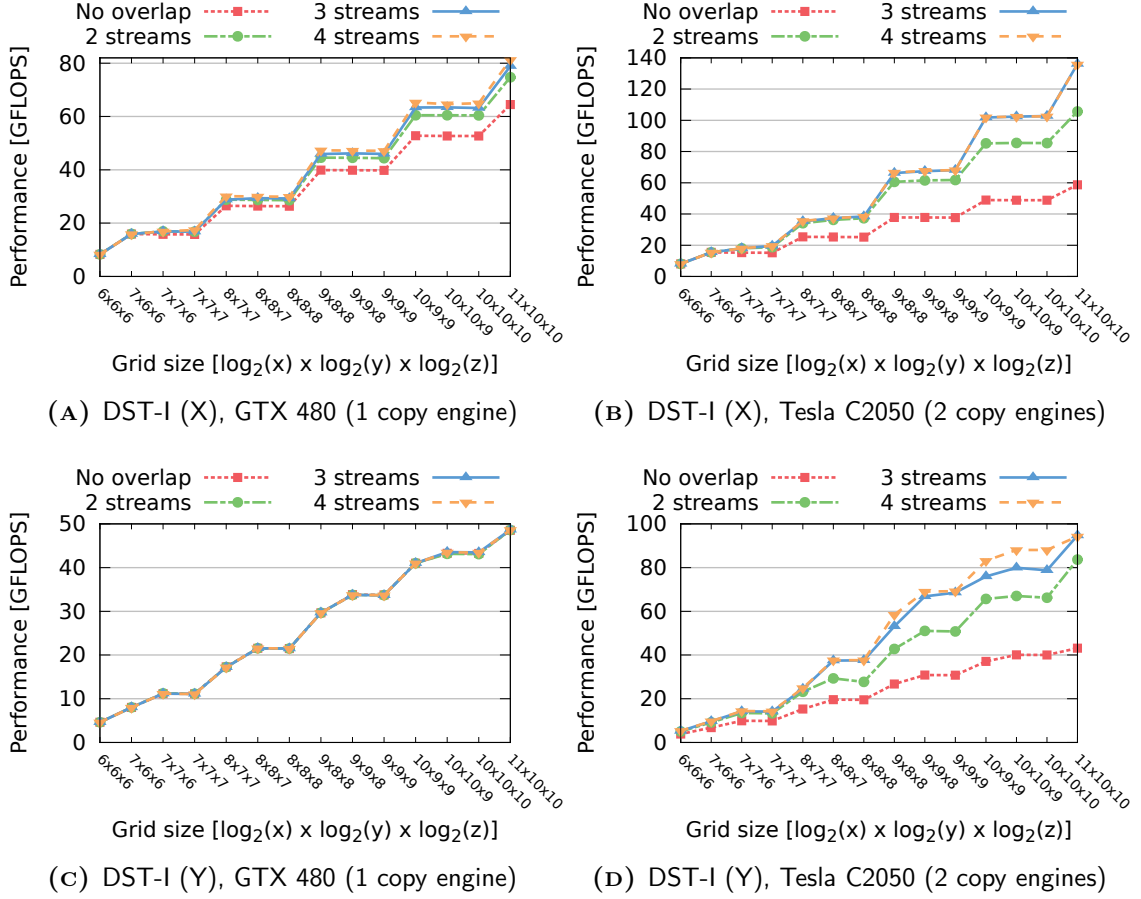 No overlap
2 streams
3 streams
4 streams
Performance [GFLOPS]
80
60
40
20
0
6x6x6
7x6x6
7x7x6
7x7x7
8x7x7
8x8x7
8x8x8
9x8x8
9x9x8
9x9x9
10x9x9
10x10x9
10x10x10
11x10x10
Grid size [log2(x) x log2(y) x log2(z)]
(A) DST-I (X), GTX 480 (1 copy engine)
No overlap
2 streams
3 streams
4 streams
Performance [GFLOPS]
140
120
100
80
60
40
20
0
6x6x6
7x6x6
7x7x6
7x7x7
8x7x7
8x8x7
8x8x8
9x8x8
9x9x8
9x9x9
10x9x9
10x10x9
10x10x10
11x10x10
Grid size [log2(x) x log2(y) x log2(z)]
(B) DST-I (X), Tesla C2050 (2 copy engines)
No overlap
2 streams
3 streams
4 streams
Performance [GFLOPS]
50
40
30
20
10
0
6x6x6
7x6x6
7x7x6
7x7x7
8x7x7
8x8x7
8x8x8
9x8x8
9x9x8
9x9x9
10x9x9
10x10x9
10x10x10
11x10x10
Grid size [log2(x) x log2(y) x log2(z)]
(C) DST-I (Y), GTX 480 (1 copy engine)
No overlap
2 streams
3 streams
4 streams
Performance [GFLOPS]
100
80
60
40
20
0
6x6x6
7x6x6
7x7x6
7x7x7
8x7x7
8x8x7
8x8x8
9x8x8
9x9x8
9x9x9
10x9x9
10x10x9
10x10x10
11x10x10
Grid size [log2(x) x log2(y) x log2(z)]
(D) DST-I (Y), Tesla C2050 (2 copy engines)